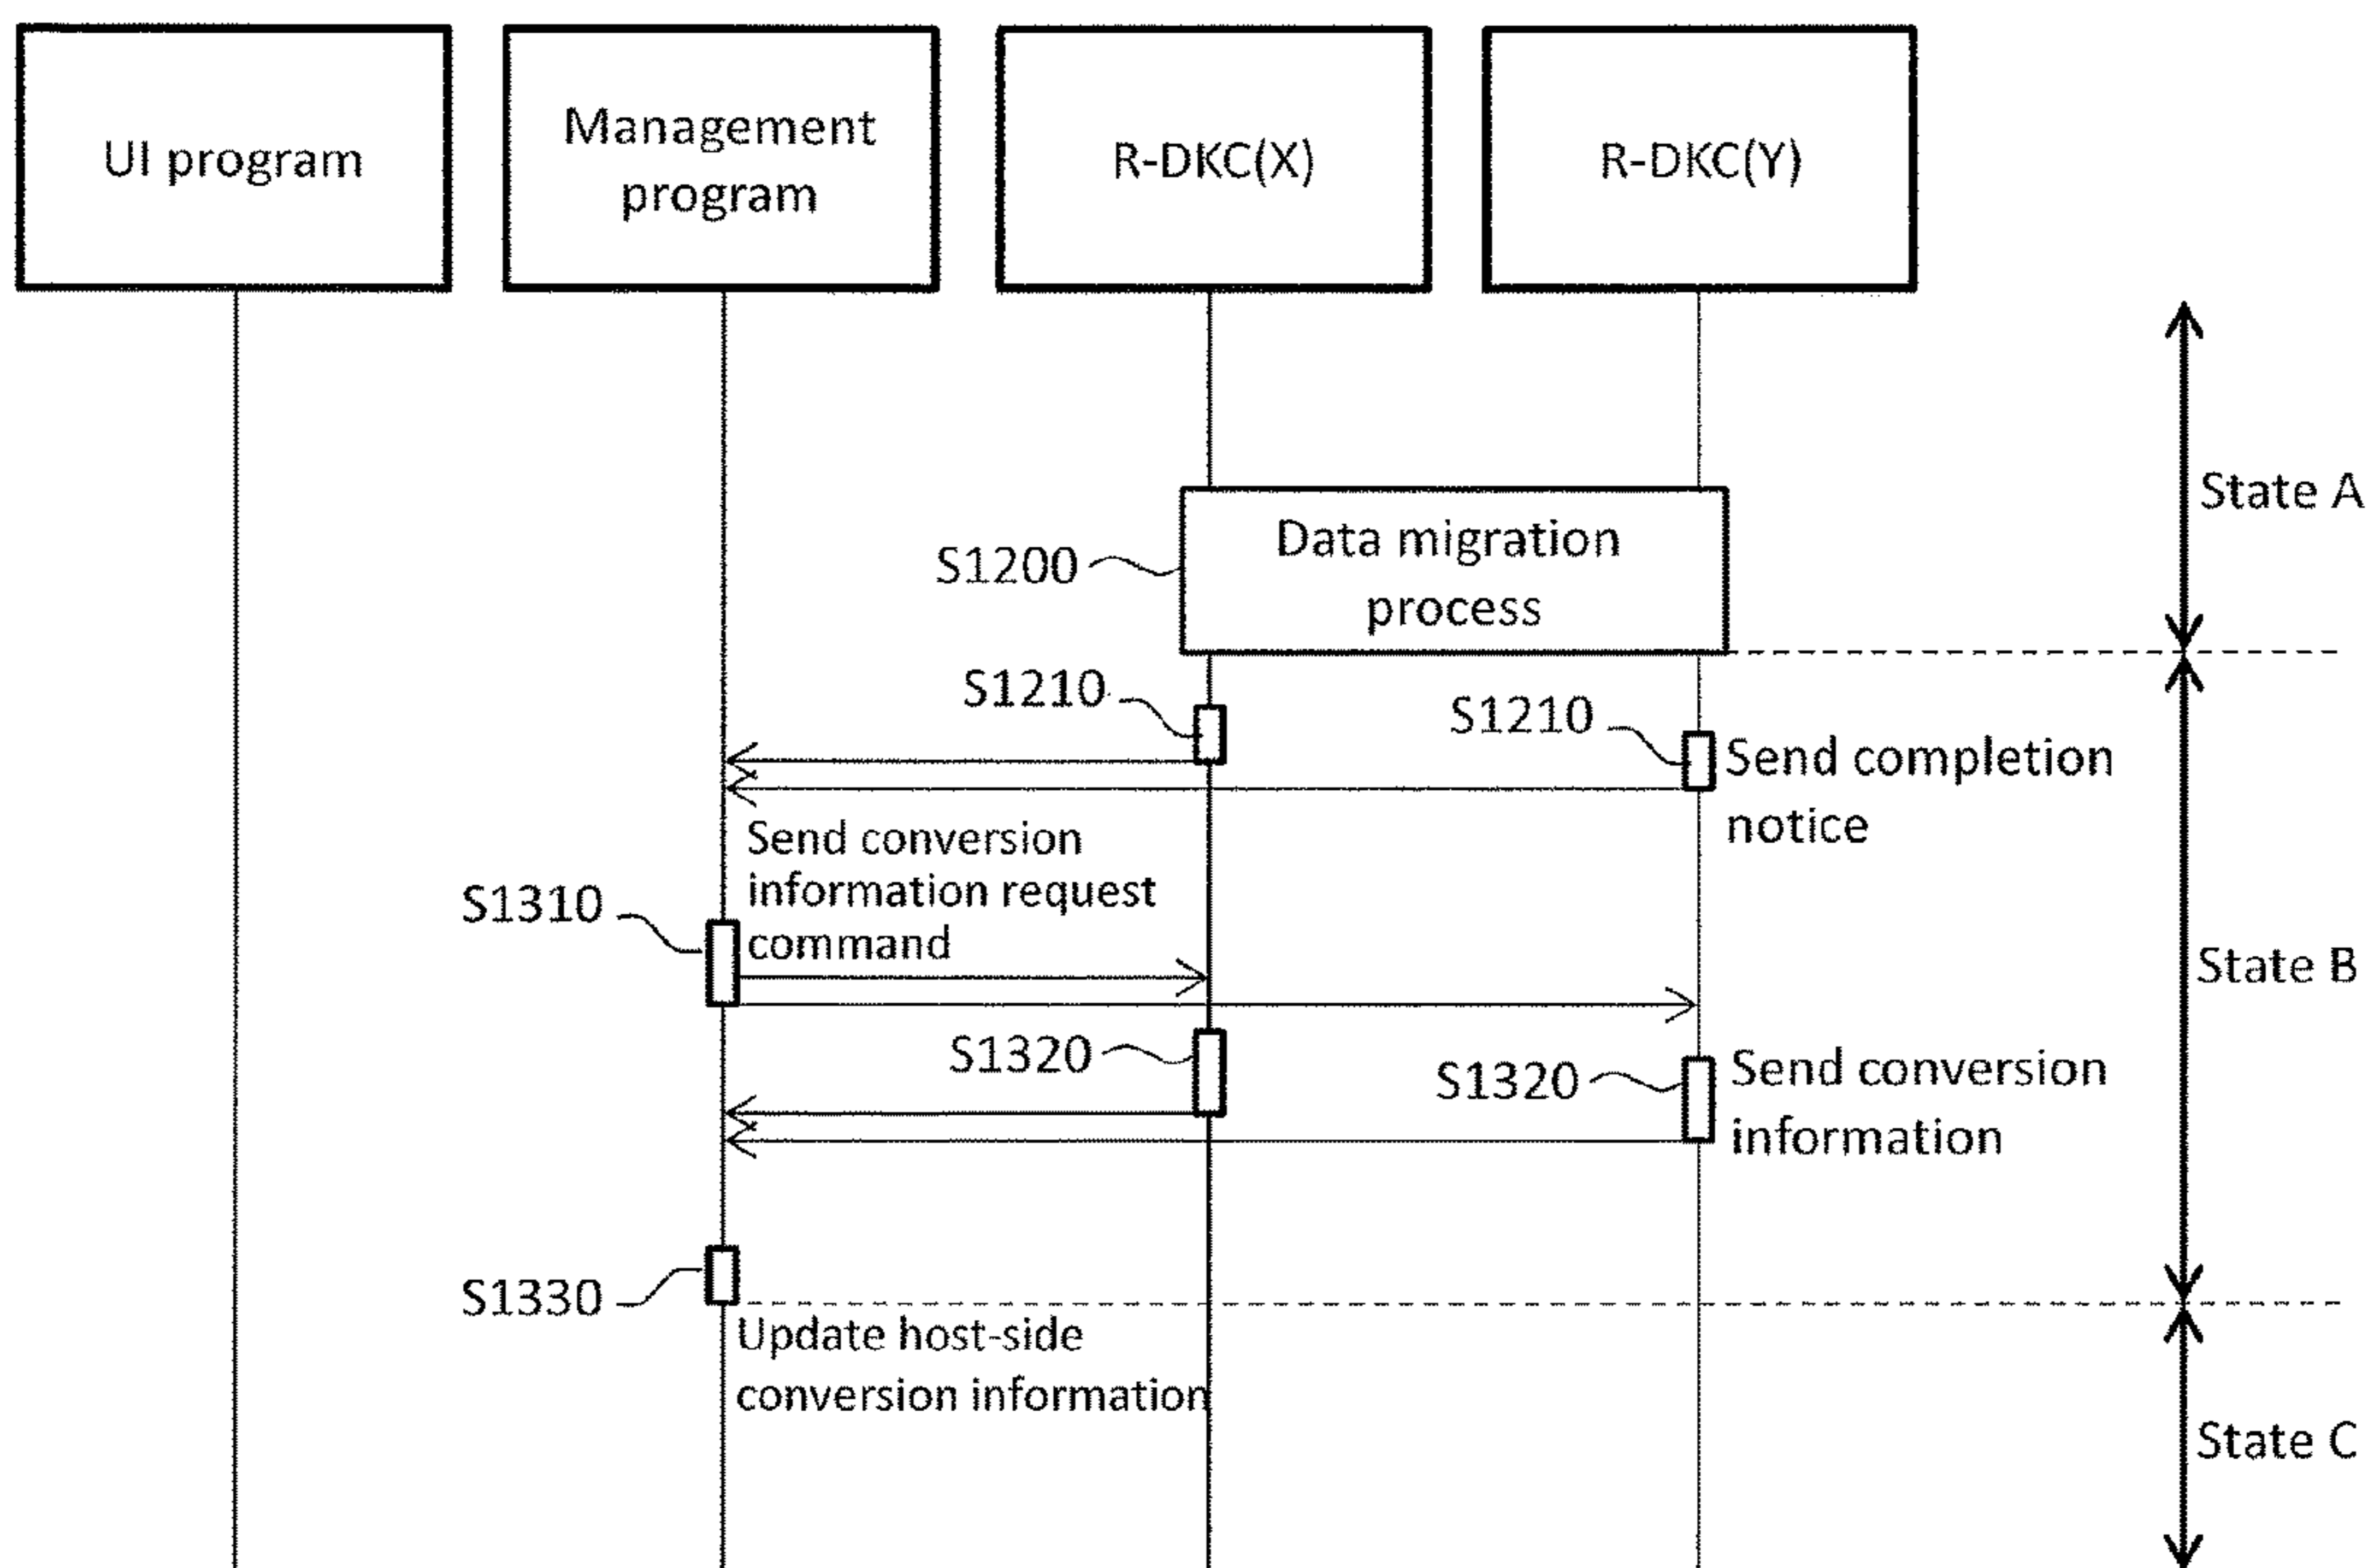 UI program
Management
program
R-DKC(X)
R-DKC(Y)
State A
S1200
Data migration
process
S1210
S1210
Send completion
notice
Send conversion
information request
command
S1310
State B
S1320
S1320
Send conversion
information
S1330
Update host-side
conversion information
State C